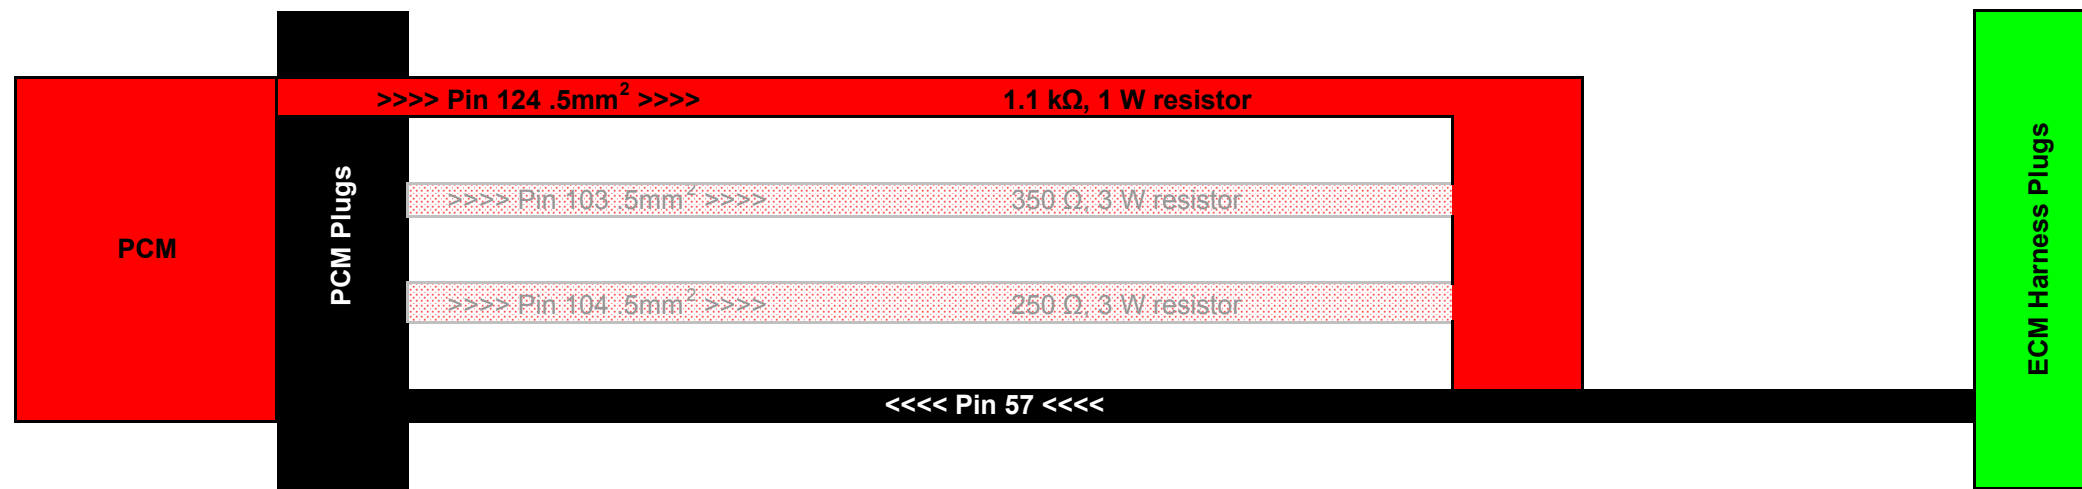 >>>> Pin 124 .5mm² >>>> 1.1 kΩ, 1 W resistor
>>>> Pin 103 .5mm² >>>> 350 Ω, 3 W resistor
PCM
PCM Plugs
>>>> Pin 104 .5mm² >>>> 250 Ω, 3 W resistor
<<<< Pin 57 <<<<
ECM Harness Plugs